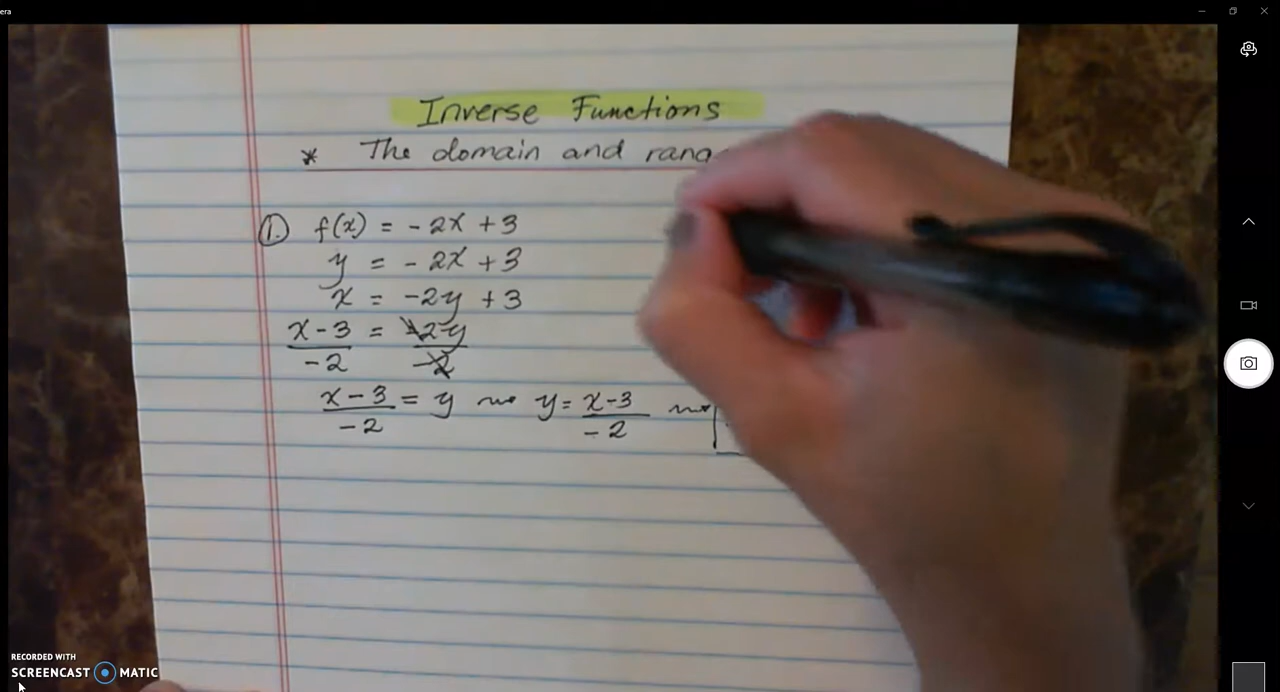 era
Inverse Functions
* The domain and
1. f(x) = - 2x + 3
y = - 2x + 3
x = -2y + 3
x - 3 = -2y
-2 -2
x - 3 = y ⇝ y = x - 3 ⇝
-2 -2
RECORDED WITH
SCREENCAST MATIC